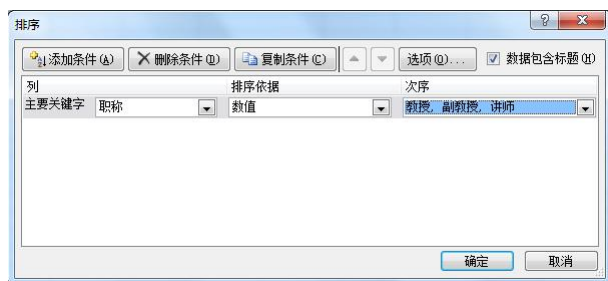 排序
添加条件(A) 删除条件(D) 复制条件(C) 选项(O)... 数据包含标题(H)
列 排序依据 次序
主要关键字 职称 数值 教授, 副教授, 讲师
确定 取消